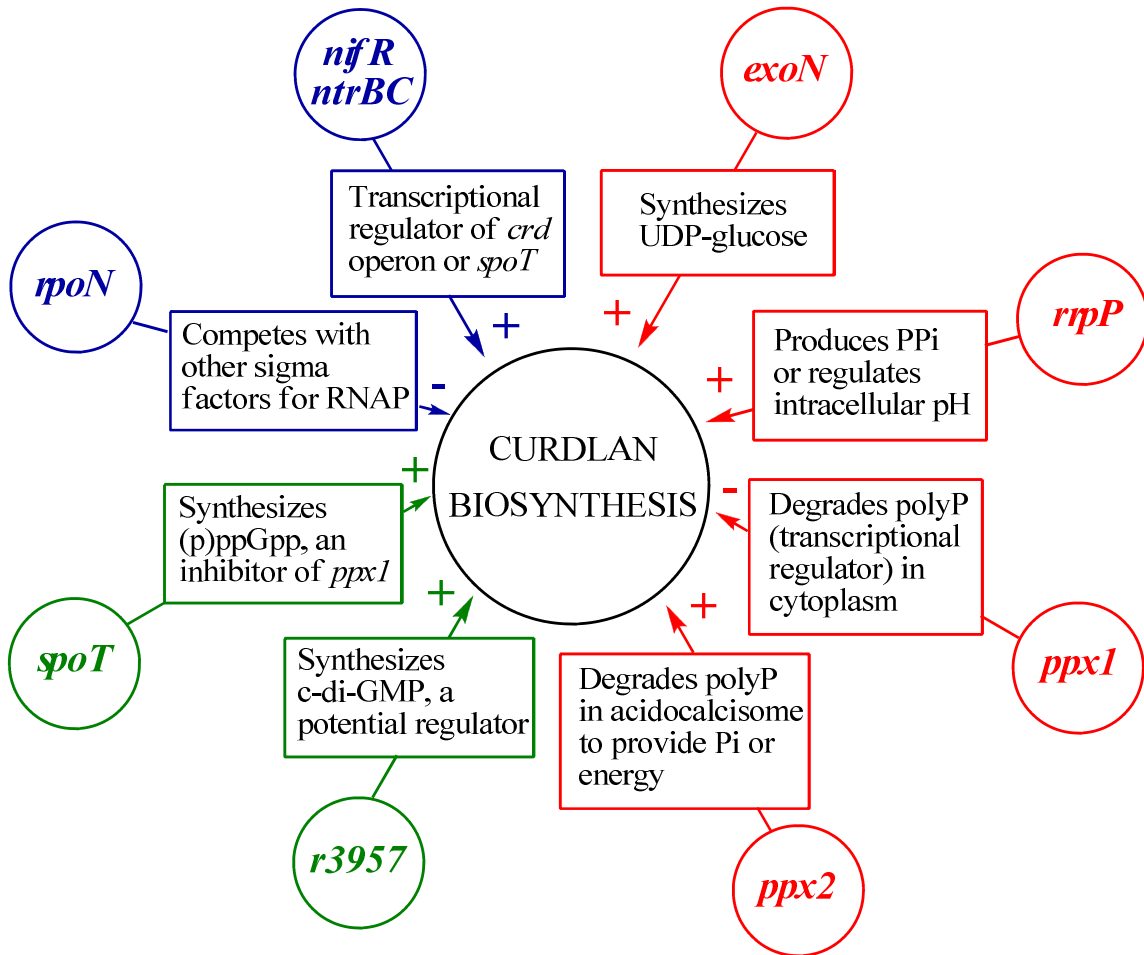 nifR
ntrBC
exoN
Transcriptional
regulator of crd
operon or spoT
Synthesizes
UDP-glucose
rpoN
rrpP
+
+
Competes with
other sigma
factors for RNAP
-
Produces PPi
or regulates
intracellular pH
+
CURDLAN
BIOSYNTHESIS
+
Synthesizes
(p)ppGpp, an
inhibitor of ppx1
-
Degrades polyP
(transcriptional
regulator) in
cytoplasm
+
+
spoT
ppx1
Synthesizes
c-di-GMP, a
potential regulator
Degrades polyP
in acidocalcisome
to provide Pi or
energy
r3957
ppx2